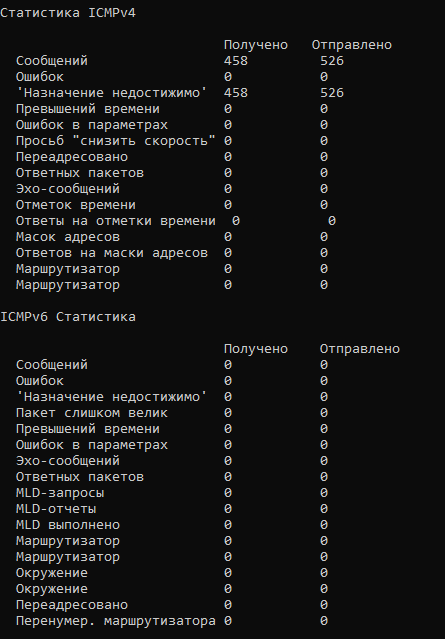 Статистика ICMPv4
Получено Отправлено
Сообщений 458 526
Ошибок 0 0
'Назначение недостижимо' 458 526
Превышений времени 0 0
Ошибок в параметрах 0 0
Просьб "снизить скорость" 0 0
Переадресовано 0 0
Ответных пакетов 0 0
Эхо-сообщений 0 0
Отметок времени 0 0
Ответы на отметки времени 0 0
Масок адресов 0 0
Ответов на маски адресов 0 0
Маршрутизатор 0 0
Маршрутизатор 0 0
ICMPv6 Статистика
Получено Отправлено
Сообщений 0 0
Ошибок 0 0
'Назначение недостижимо' 0 0
Пакет слишком велик 0 0
Превышений времени 0 0
Ошибок в параметрах 0 0
Эхо-сообщений 0 0
Ответных пакетов 0 0
MLD-запросы 0 0
MLD-отчеты 0 0
MLD выполнено 0 0
Маршрутизатор 0 0
Маршрутизатор 0 0
Окружение 0 0
Окружение 0 0
Переадресовано 0 0
Перенумер. маршрутизатора 0 0